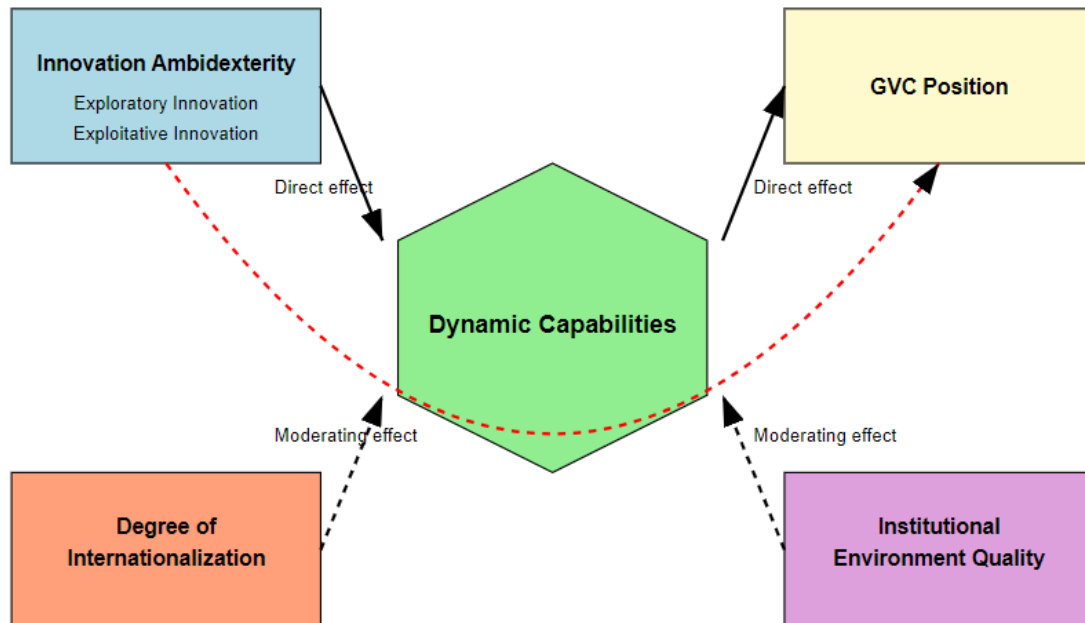 Innovation Ambidexterity
Exploratory Innovation
Exploitative Innovation
GVC Position
Direct effect
Direct effect
Dynamic Capabilities
Moderating effect
Moderating effect
Degree of
Internationalization
Institutional
Environment Quality